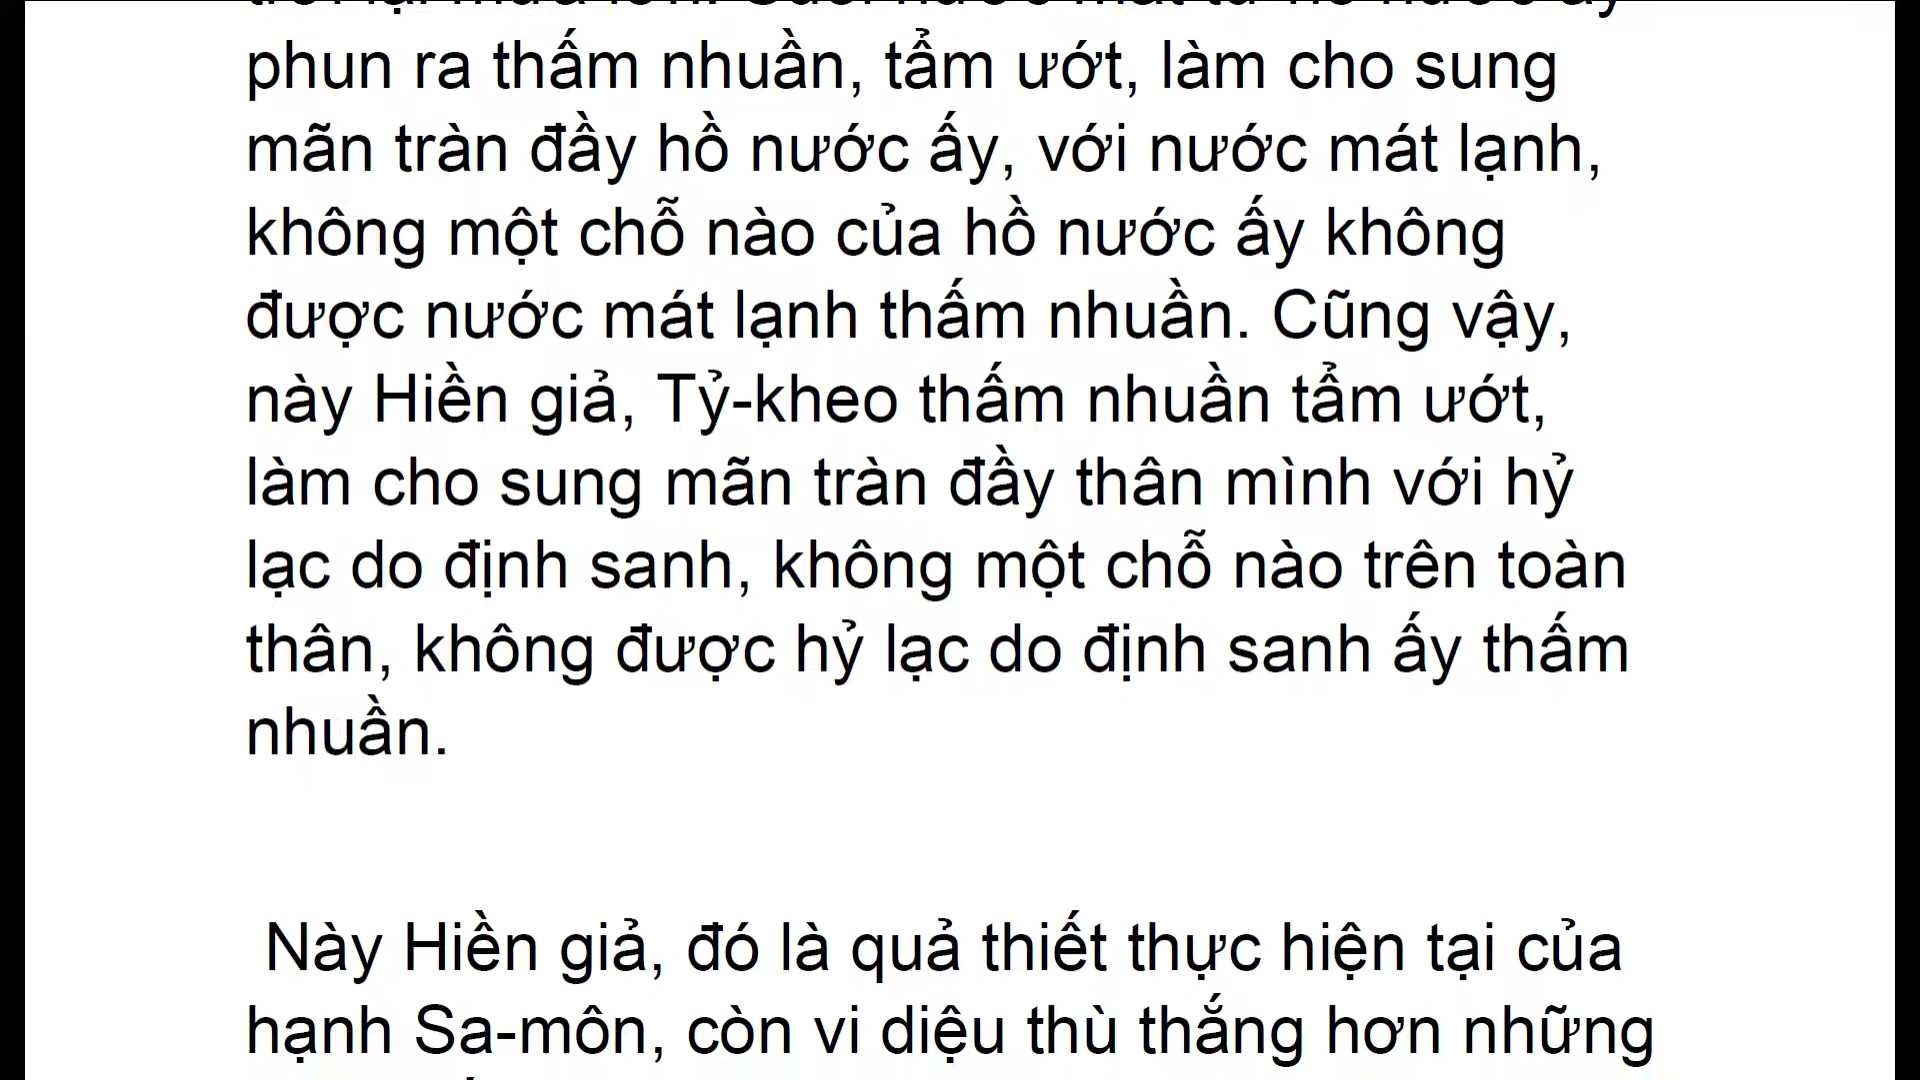 phun ra thấm nhuần, tẩm ướt, làm cho sung
mãn tràn đầy hồ nước ấy, với nước mát lạnh,
không một chỗ nào của hồ nước ấy không
được nước mát lạnh thấm nhuần. Cũng vậy,
này Hiền giả, Tỷ-kheo thấm nhuần tẩm ướt,
làm cho sung mãn tràn đầy thân mình với hỷ
lạc do định sanh, không một chỗ nào trên toàn
thân, không được hỷ lạc do định sanh ấy thấm
nhuần.
Này Hiền giả, đó là quả thiết thực hiện tại của
hạnh Sa-môn, còn vi diệu thù thắng hơn những